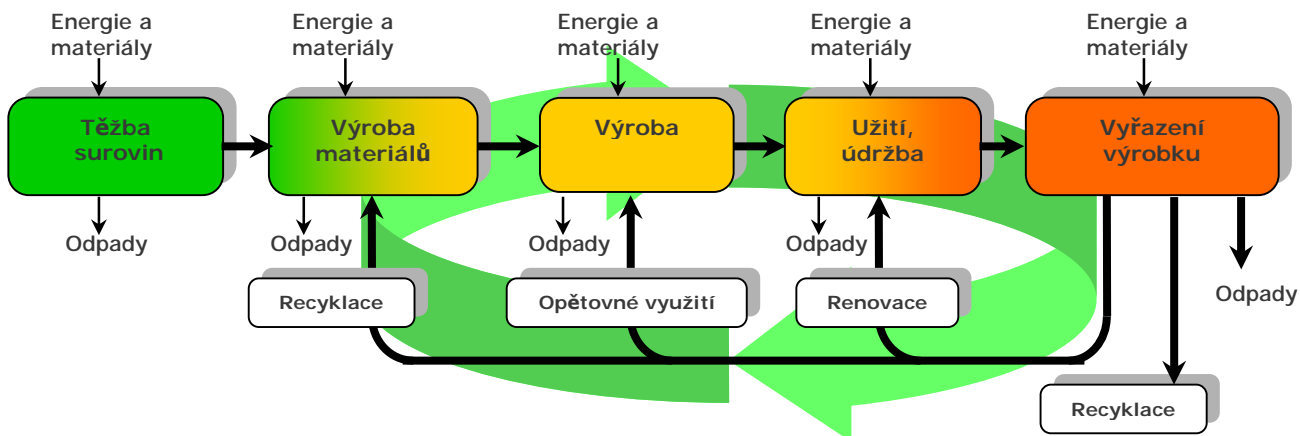 Energie a
materiály
Energie a
materiály
Energie a
materiály
Energie a
materiály
Energie a
materiály
Těžba
surovin
Výroba
materiálů
Výroba
Užití,
údržba
Vyřazení
výrobku
Odpady
Odpady
Odpady
Odpady
Odpady
Recyklace
Opětovné využití
Renovace
Recyklace